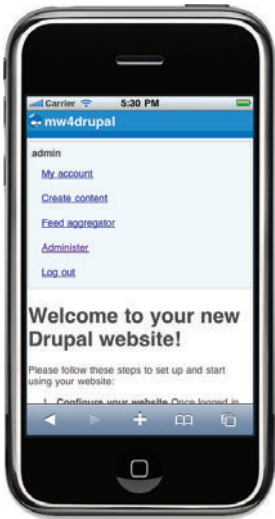 Carrier 5:30 PM
mw4drupal
admin
My account
Create content
Feed aggregator
Administer
Log out
Welcome to your new
Drupal website!
Please follow these steps to set up and start
using your website:
1. Configure your website Once logged in